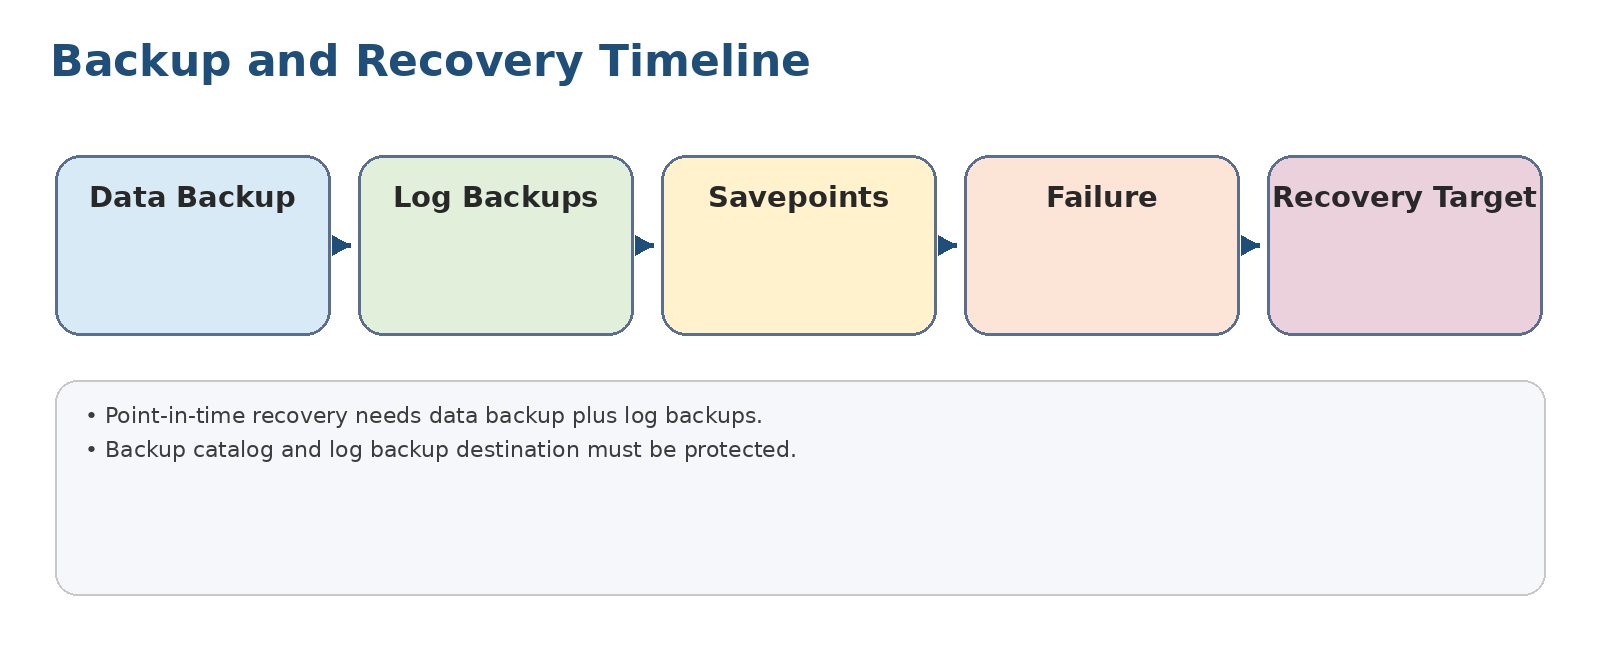 Backup and Recovery Timeline
Data Backup
Log Backups
Savepoints
Failure
Recovery Target
• Point-in-time recovery needs data backup plus log backups.
• Backup catalog and log backup destination must be protected.